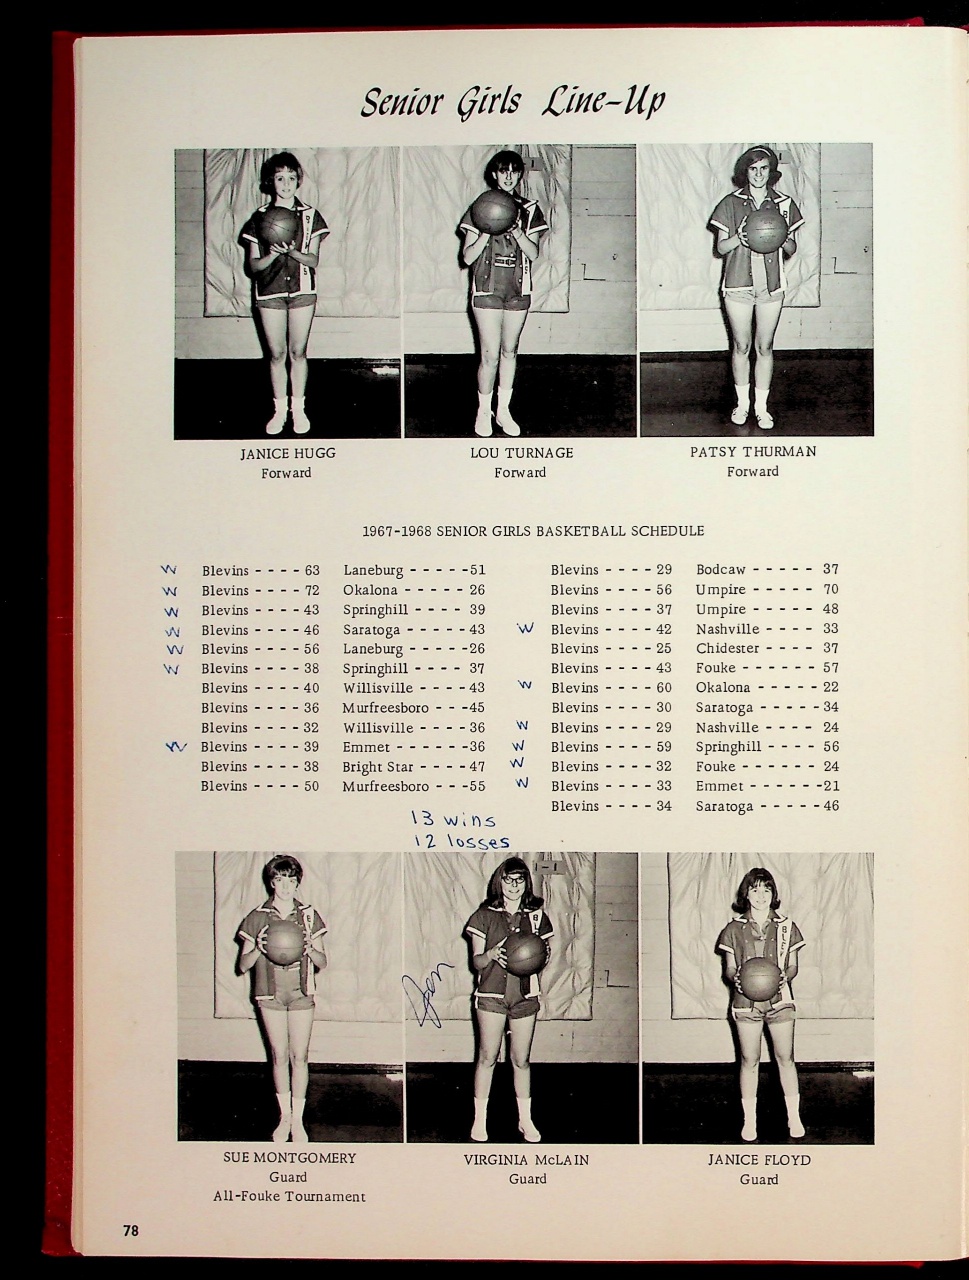 Senior Girls Line-Up
JANICE HUGG
Forward
LOU TURNAGE
Forward
PATSY THURMAN
Forward
1967-1968 SENIOR GIRLS BASKETBALL SCHEDULE
W Blevins - - - - 63 Laneburg - - - - -51
W Blevins - - - - 72 Okalona - - - - - 26
W Blevins - - - - 43 Springhill - - - - 39
W Blevins - - - - 46 Saratoga - - - - - 43
W Blevins - - - - 56 Laneburg - - - - -26
W Blevins - - - - 38 Springhill - - - - 37
Blevins - - - - 40 Willisville - - - - 43
Blevins - - - - 36 Murfreesboro - - -45
Blevins - - - - 32 Willisville - - - - 36
W Blevins - - - - 39 Emmet - - - - - -36
Blevins - - - - 38 Bright Star - - - - 47
Blevins - - - - 50 Murfreesboro - - -55
Blevins - - - - 29 Bodcaw - - - - - 37
Blevins - - - - 56 Umpire - - - - - 70
Blevins - - - - 37 Umpire - - - - - 48
W Blevins - - - - 42 Nashville - - - - 33
Blevins - - - - 25 Chidester - - - - 37
Blevins - - - - 43 Fouke - - - - - - 57
W Blevins - - - - 60 Okalona - - - - - 22
Blevins - - - - 30 Saratoga - - - - - 34
W Blevins - - - - 29 Nashville - - - - 24
W Blevins - - - - 59 Springhill - - - - 56
W Blevins - - - - 32 Fouke - - - - - - 24
W Blevins - - - - 33 Emmet - - - - - -21
Blevins - - - - 34 Saratoga - - - - - 46
13 wins
12 losses
SUE MONTGOMERY
Guard
All-Fouke Tournament
VIRGINIA McLAIN
Guard
JANICE FLOYD
Guard
78